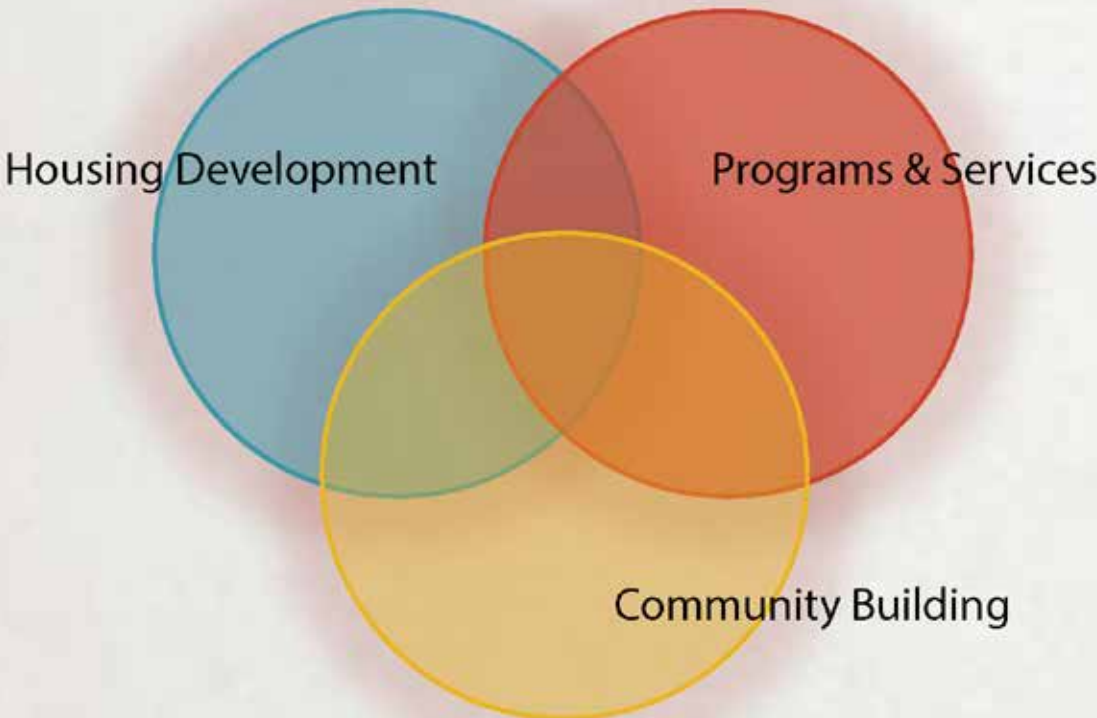 Housing Development
Programs & Services
Community Building